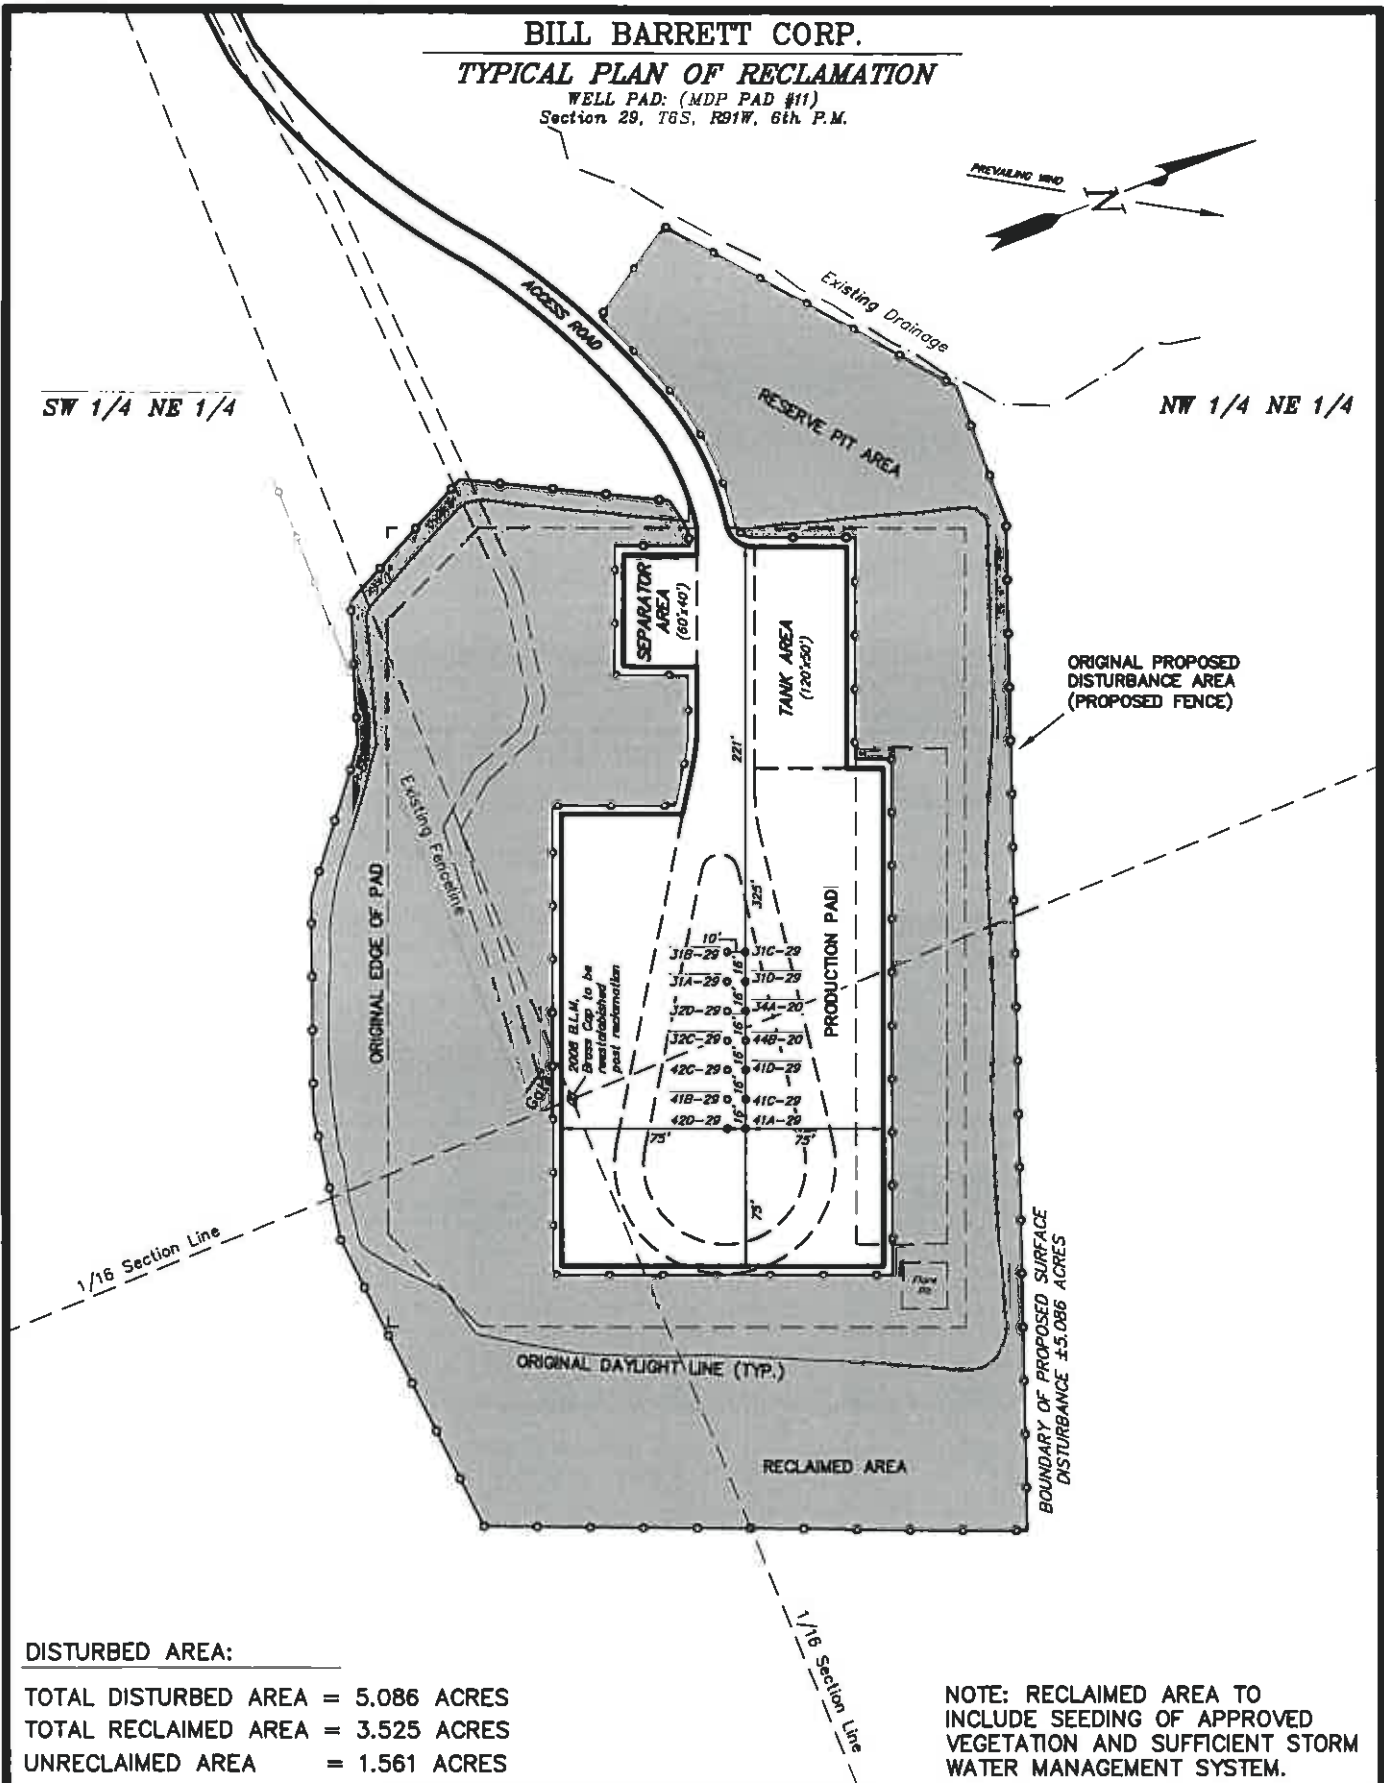 BILL BARRETT CORP.
TYPICAL PLAN OF RECLAMATION
WELL PAD: (MDP PAD #11)
Section 29, T6S, R91W, 6th P.M.
PREVAILING WIND
N
Existing Drainage
ACCESS ROAD
SW 1/4 NE 1/4
NW 1/4 NE 1/4
RESERVE PIT AREA
SEPARATOR
AREA
(60'x40')
TANK AREA
(120'x50')
ORIGINAL PROPOSED
DISTURBANCE AREA
(PROPOSED FENCE)
221'
Existing Fenceline
ORIGINAL EDGE OF PAD
325'
PRODUCTION PAD
10'
31B-29
31C-29
16'
31A-29
31D-29
16'
32D-29
34A-20
16'
32C-29
44B-20
16'
42C-29
41D-29
16'
41B-29
41C-29
16'
42D-29
41A-29
75'
75'
75'
2008 B.L.M.
Brass Cap to be
reestablished
post reclamation
Gate
1/16 Section Line
Flare
Pit
BOUNDARY OF PROPOSED SURFACE
DISTURBANCE ±5.086 ACRES
ORIGINAL DAYLIGHT LINE (TYP.)
RECLAIMED AREA
1/16 Section Line
DISTURBED AREA:
TOTAL DISTURBED AREA = 5.086 ACRES
TOTAL RECLAIMED AREA = 3.525 ACRES
UNRECLAIMED AREA = 1.561 ACRES
NOTE: RECLAIMED AREA TO
INCLUDE SEEDING OF APPROVED
VEGETATION AND SUFFICIENT STORM
WATER MANAGEMENT SYSTEM.